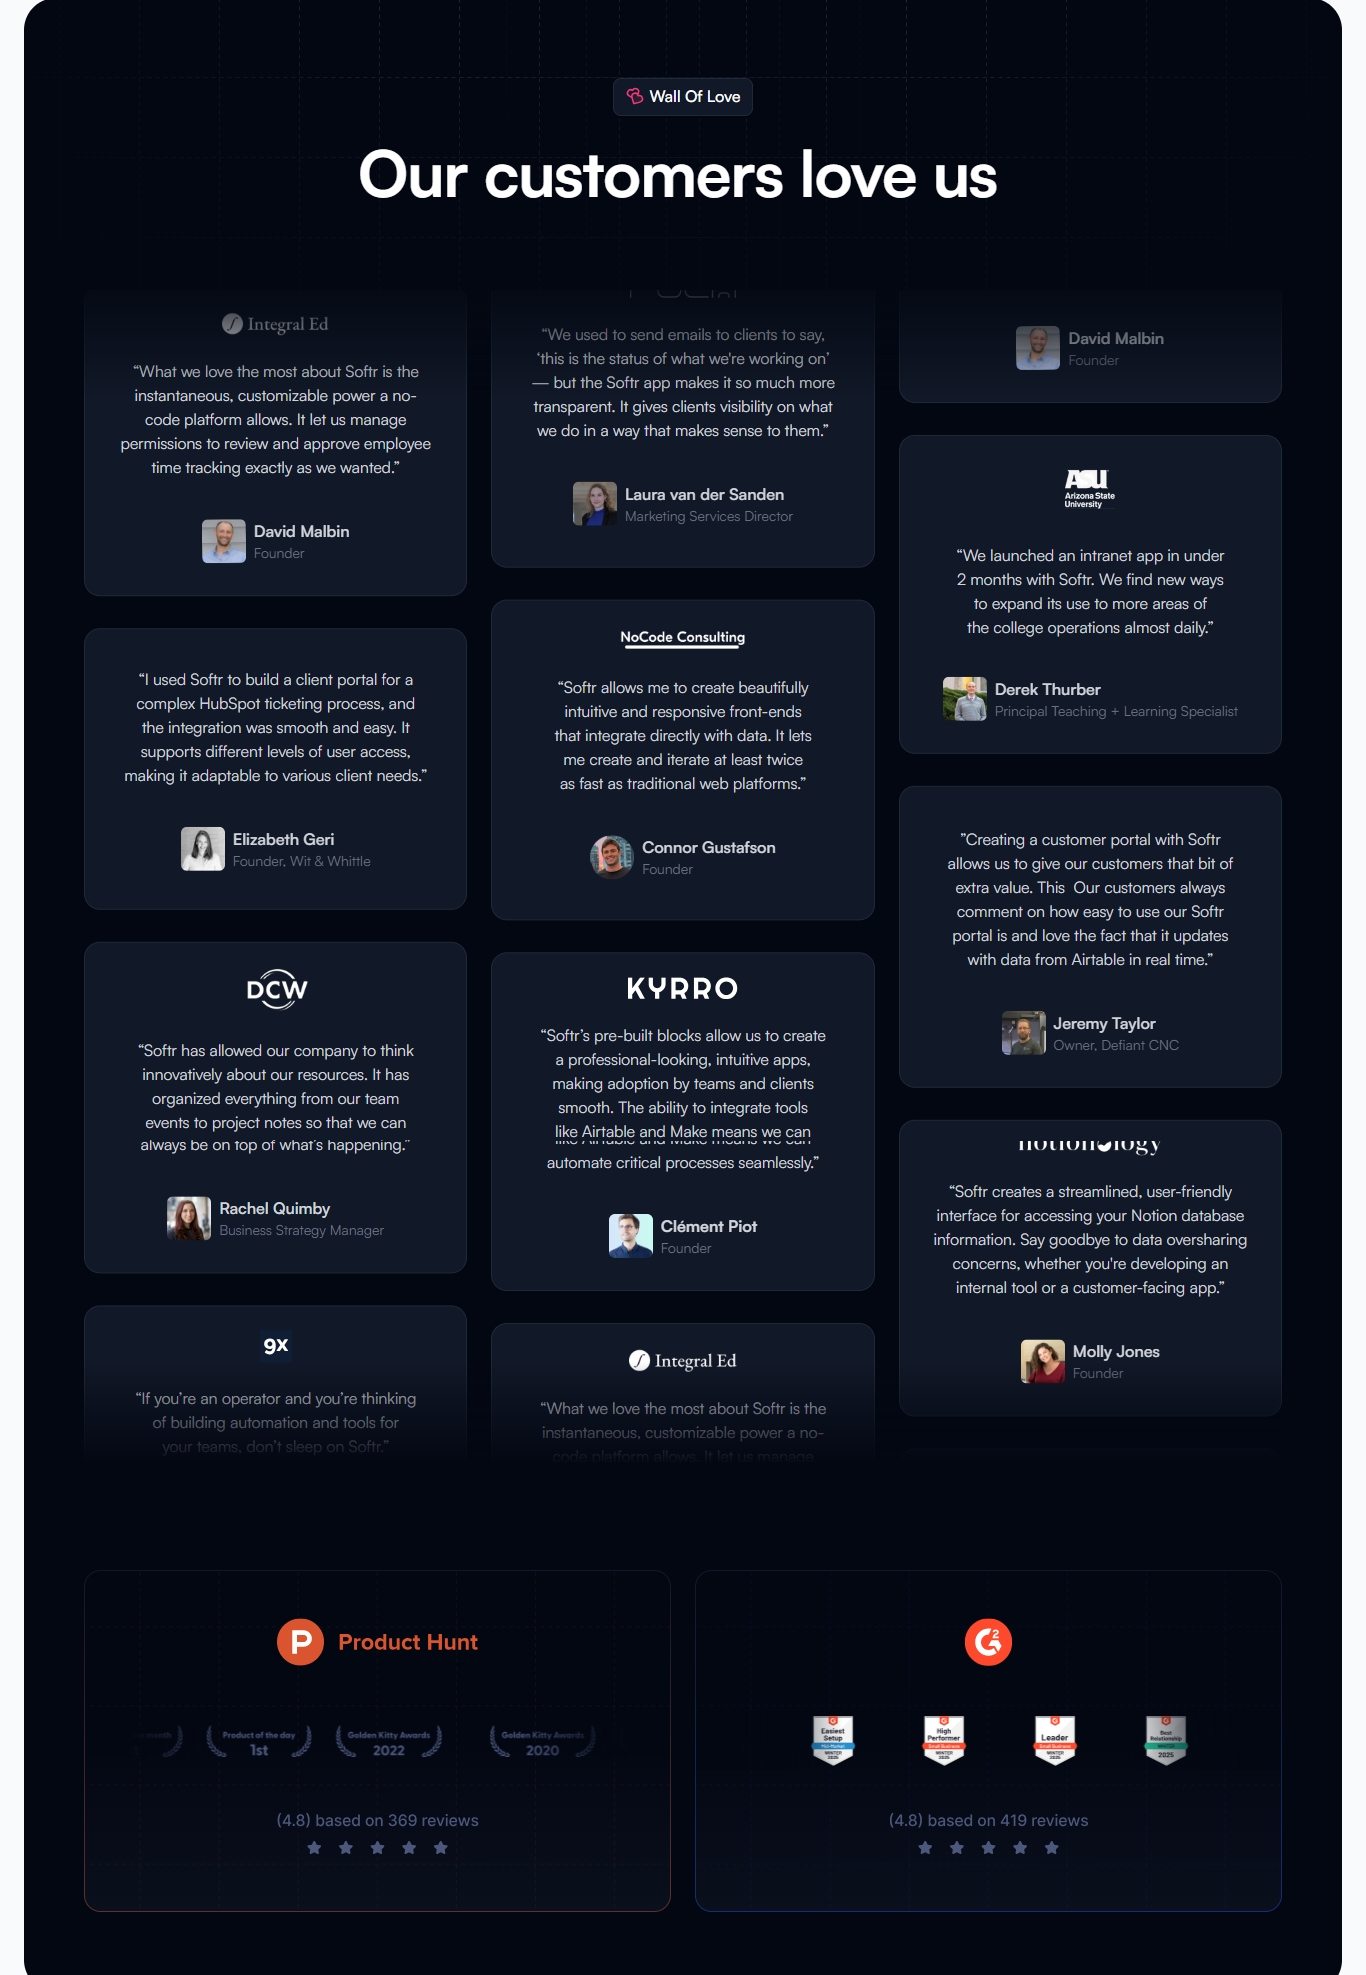 Wall Of Love
Our customers love us
Integral Ed
“What we love the most about Softr is the
instantaneous, customizable power a no-
code platform allows. It let us manage
permissions to review and approve employee
time tracking exactly as we wanted.”
David Malbin
Founder
“I used Softr to build a client portal for a
complex HubSpot ticketing process, and
the integration was smooth and easy. It
supports different levels of user access,
making it adaptable to various client needs.”
Elizabeth Geri
Founder, Wit & Whittle
DCW
“Softr has allowed our company to think
innovatively about our resources. It has
organized everything from our team
events to project notes so that we can
always be on top of what's happening.”
Rachel Quimby
Business Strategy Manager
9x
“If you’re an operator and you’re thinking
of building automation and tools for
your teams, don’t sleep on Softr.”
“We used to send emails to clients to say,
‘this is the status of what we're working on’
— but the Softr app makes it so much more
transparent. It gives clients visibility on what
we do in a way that makes sense to them.”
Laura van der Sanden
Marketing Services Director
NoCode Consulting
“Softr allows me to create beautifully
intuitive and responsive front-ends
that integrate directly with data. It lets
me create and iterate at least twice
as fast as traditional web platforms.”
Connor Gustafson
Founder
KYRRO
“Softr’s pre-built blocks allow us to create
a professional-looking, intuitive apps,
making adoption by teams and clients
smooth. The ability to integrate tools
like Airtable and Make means we can
automate critical processes seamlessly.”
Clément Piot
Founder
Integral Ed
“What we love the most about Softr is the
instantaneous, customizable power a no-
code platform allows. It let us manage
David Malbin
Founder
ASU
Arizona State
University
“We launched an intranet app in under
2 months with Softr. We find new ways
to expand its use to more areas of
the college operations almost daily.”
Derek Thurber
Principal Teaching + Learning Specialist
”Creating a customer portal with Softr
allows us to give our customers that bit of
extra value. This  Our customers always
comment on how easy to use our Softr
portal is and love the fact that it updates
with data from Airtable in real time.”
Jeremy Taylor
Owner, Defiant CNC
notionology
“Softr creates a streamlined, user-friendly
interface for accessing your Notion database
information. Say goodbye to data oversharing
concerns, whether you're developing an
internal tool or a customer-facing app.”
Molly Jones
Founder
P Product Hunt
month
Product of the day
1st
Golden Kitty Awards
2022
Golden Kitty Awards
2020
(4.8) based on 369 reviews
G2
Easiest
Setup
Mid-Market
WINTER
2025
High
Performer
Small Business
WINTER
2025
Leader
Small Business
WINTER
2025
Best
Relationship
WINTER
2025
(4.8) based on 419 reviews